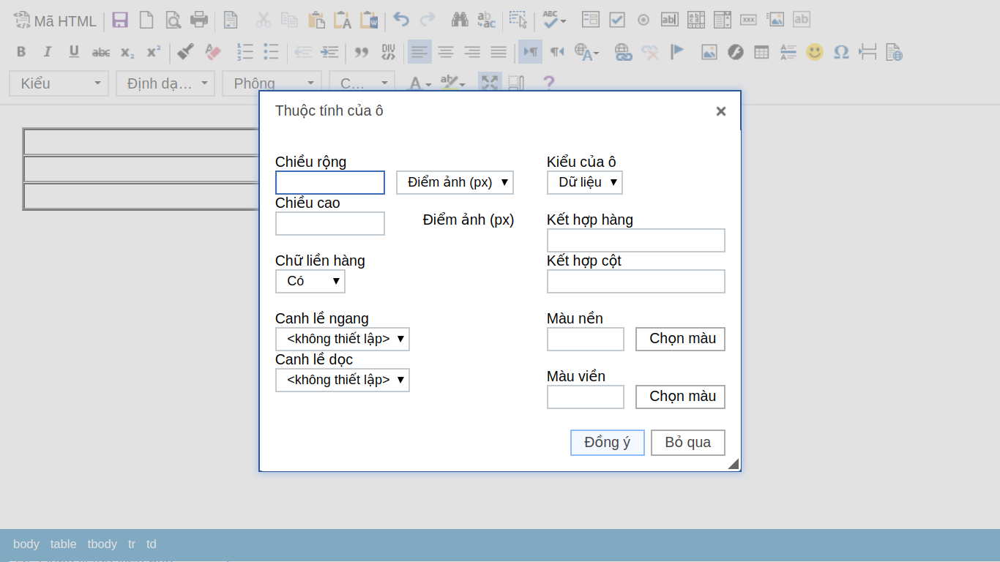 Mã HTML
Kiểu
Định dạ...
Phông
C...
Thuộc tính của ô
Chiều rộng
Điểm ảnh (px)
Chiều cao
Điểm ảnh (px)
Chữ liền hàng
Có
Canh lề ngang
<không thiết lập>
Canh lề dọc
<không thiết lập>
Kiểu của ô
Dữ liệu
Kết hợp hàng
Kết hợp cột
Màu nền
Chọn màu
Màu viền
Chọn màu
Đồng ý
Bỏ qua
body table tbody tr td